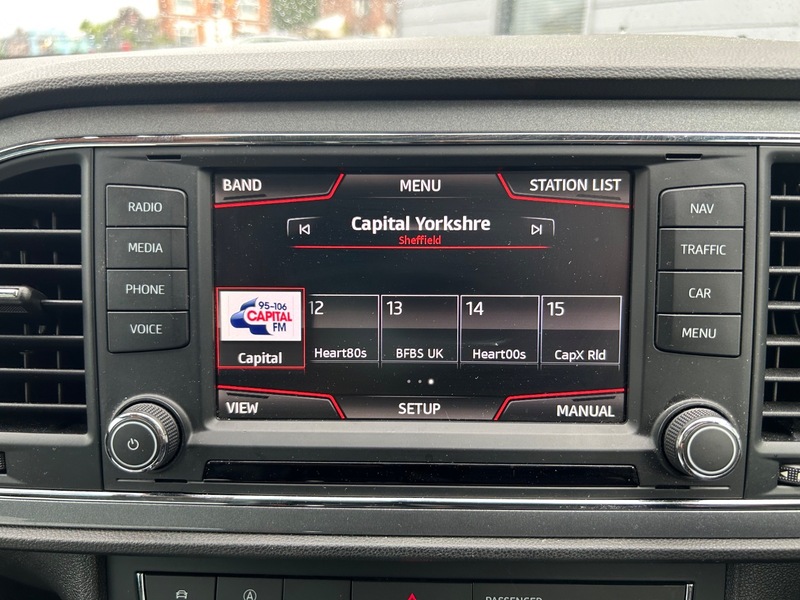 BAND MENU STATION LIST
RADIO
MEDIA
PHONE
VOICE
Capital Yorkshre
Sheffield
95-106
CAPITAL
FM
Capital
12
Heart80s
13
BFBS UK
14
Heart00s
15
CapX Rld
VIEW SETUP MANUAL
NAV
TRAFFIC
CAR
MENU
A
PASSENGER